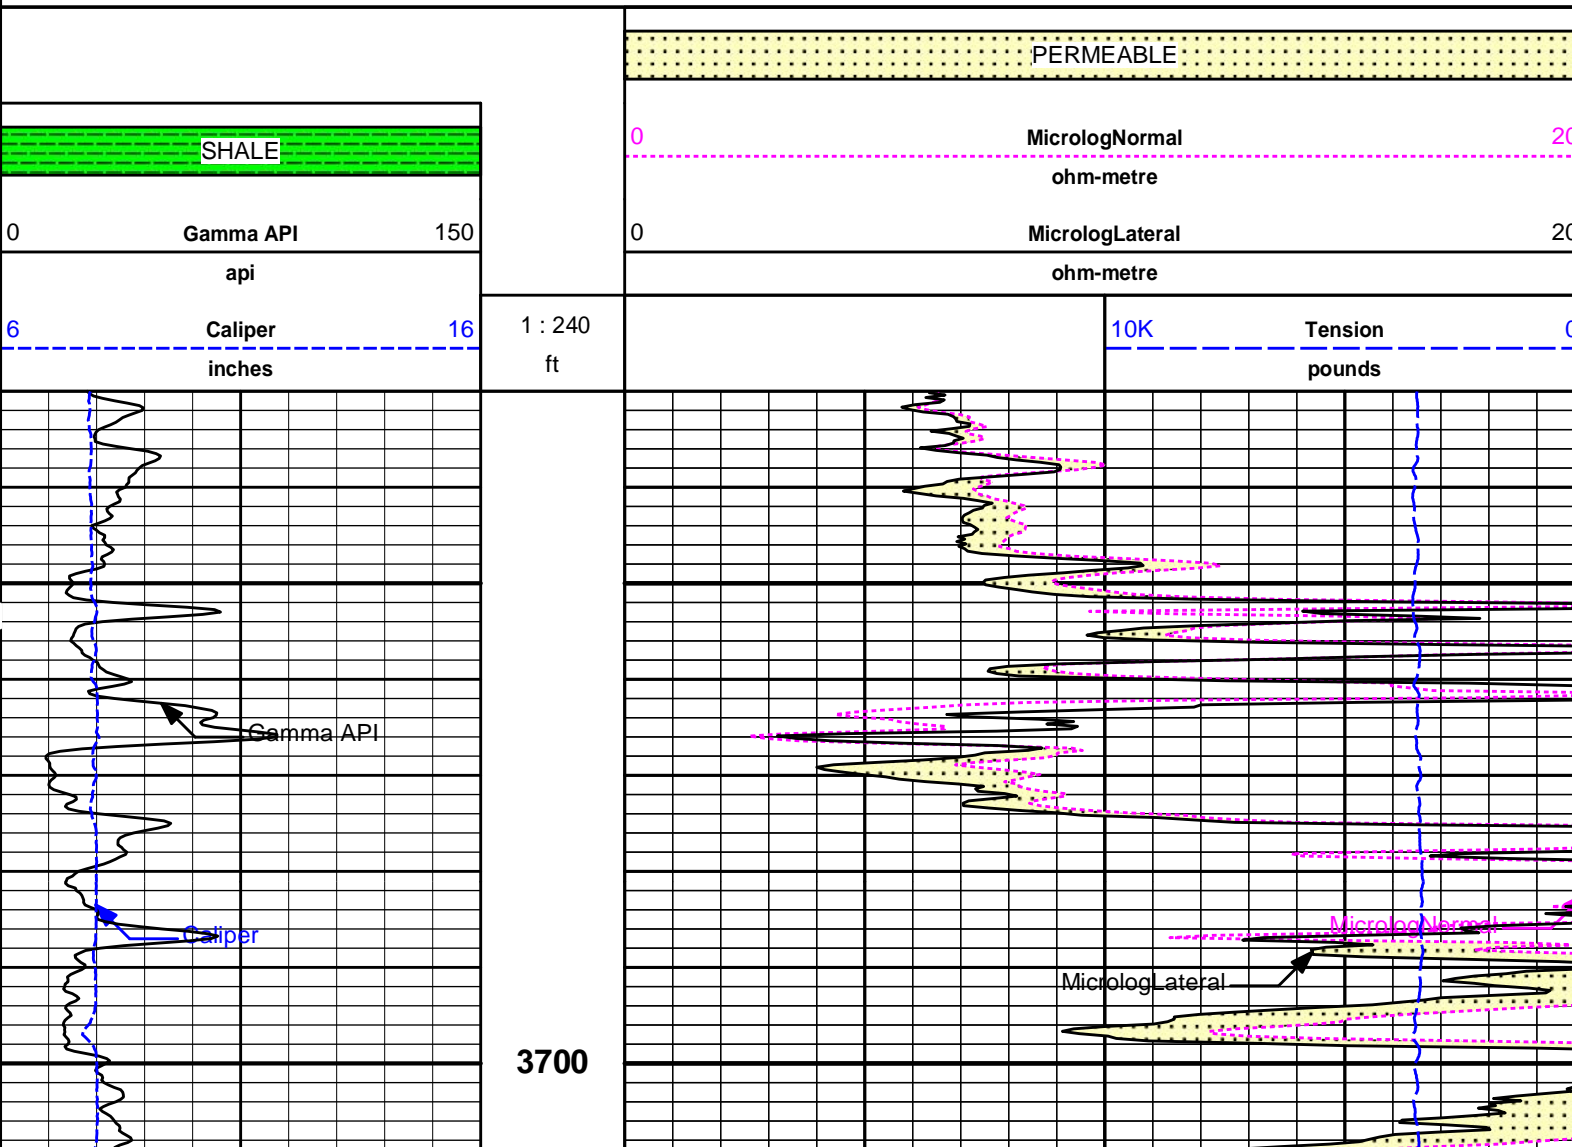 PERMEABLE
SHALE
0 MicrologNormal 20
ohm-metre
0 Gamma API 150
0 MicrologLateral 20
api
ohm-metre
6 Caliper 16
1 : 240
10K Tension 0
inches
ft
pounds
Gamma API
Caliper
MicrologNormal
MicrologLateral
3700